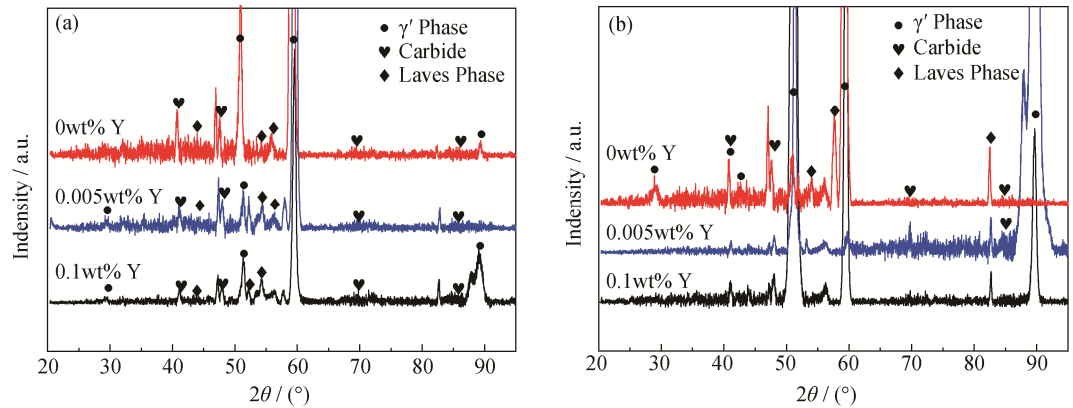 (a)
γ′ Phase
Carbide
Laves Phase
0wt% Y
0.005wt% Y
0.1wt% Y
Indensity / a.u.
20 30 40 50 60 70 80 90
2θ / (°)
(b)
γ′ Phase
Carbide
Laves Phase
0wt% Y
0.005wt% Y
0.1wt% Y
Indensity / a.u.
20 30 40 50 60 70 80 90
2θ / (°)